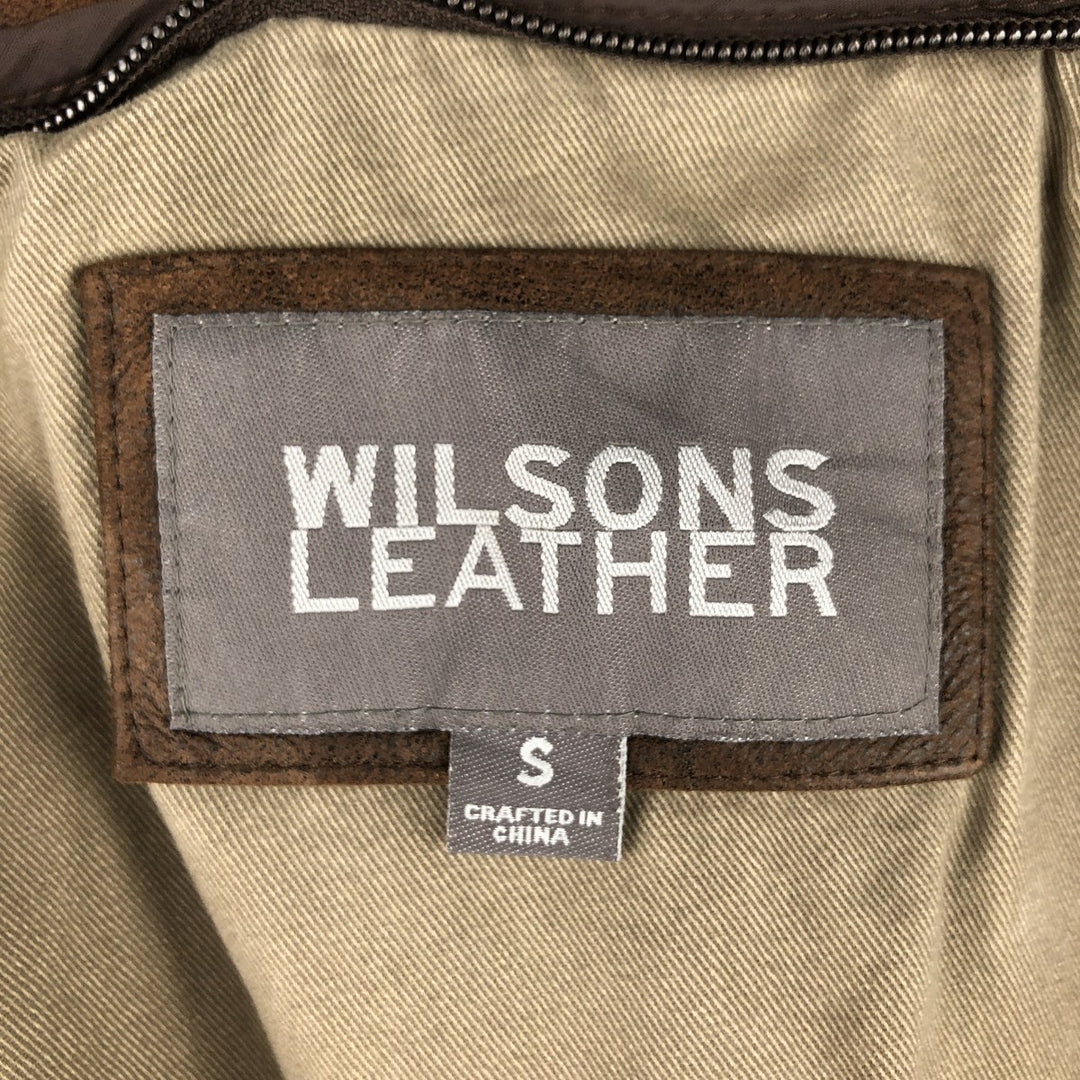 WILSONS
LEATHER
S
CRAFTED IN
CHINA